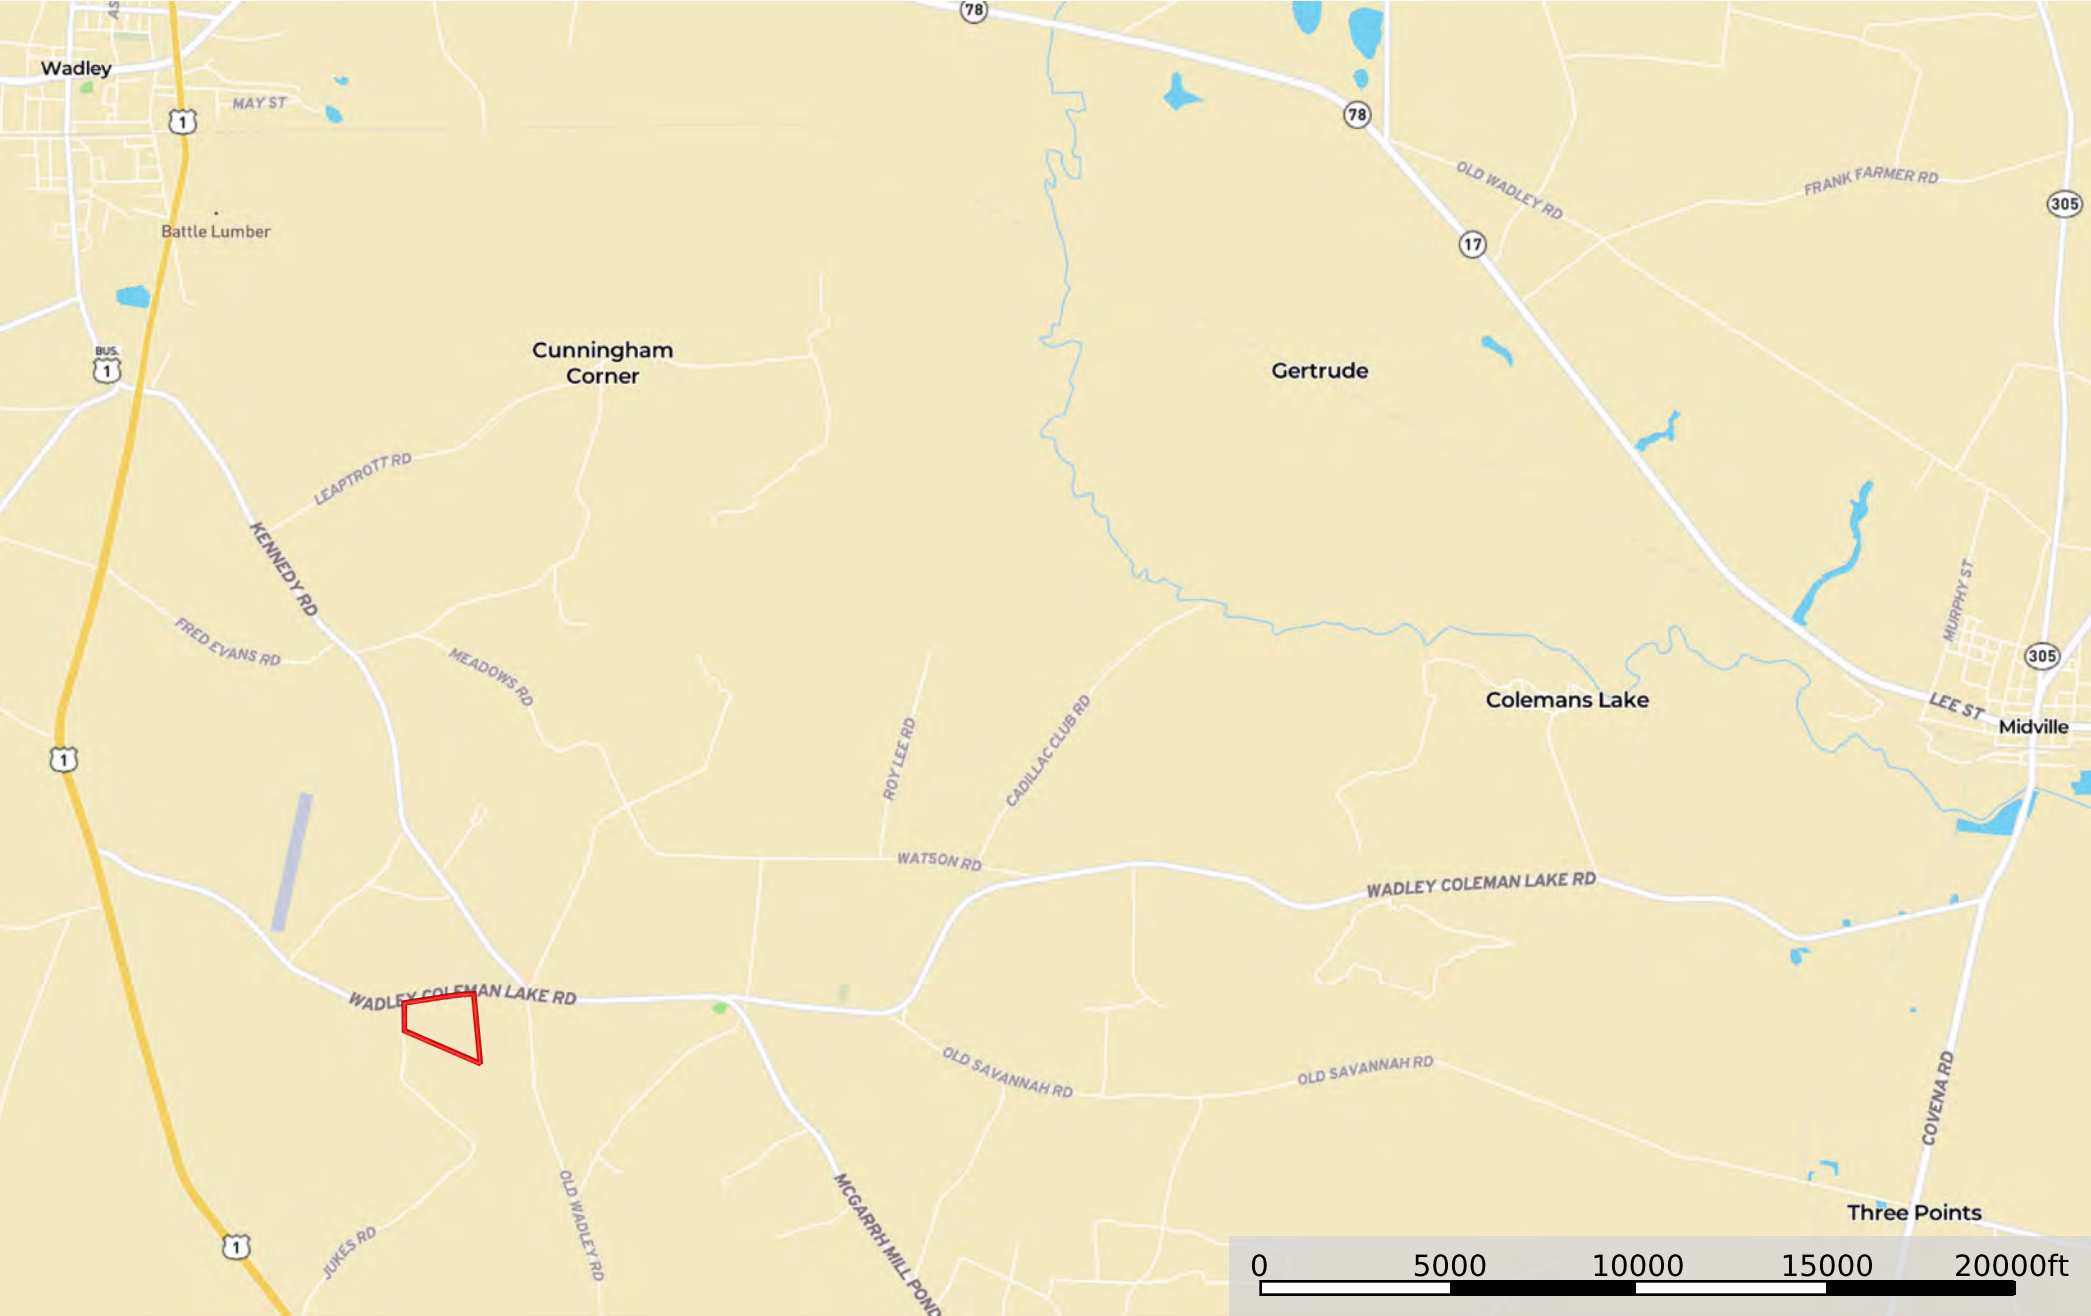 78
AS
Wadley
MAY ST
1
78
OLD WADLEY RD
FRANK FARMER RD
305
Battle Lumber
17
BUS.
1
Cunningham
Corner
Gertrude
LEAPTROTT RD
KENNEDY RD
MURPHY ST
FRED EVANS RD
MEADOWS RD
305
Colemans Lake
LEE ST
Midville
1
ROY LEE RD
CADILLAC CLUB RD
WATSON RD
WADLEY COLEMAN LAKE RD
WADLEY COLEMAN LAKE RD
OLD SAVANNAH RD
OLD SAVANNAH RD
COVENA RD
OLD WADLEY RD
MCGARRH MILL POND
Three Points
1
JUKES RD
0 5000 10000 15000 20000ft